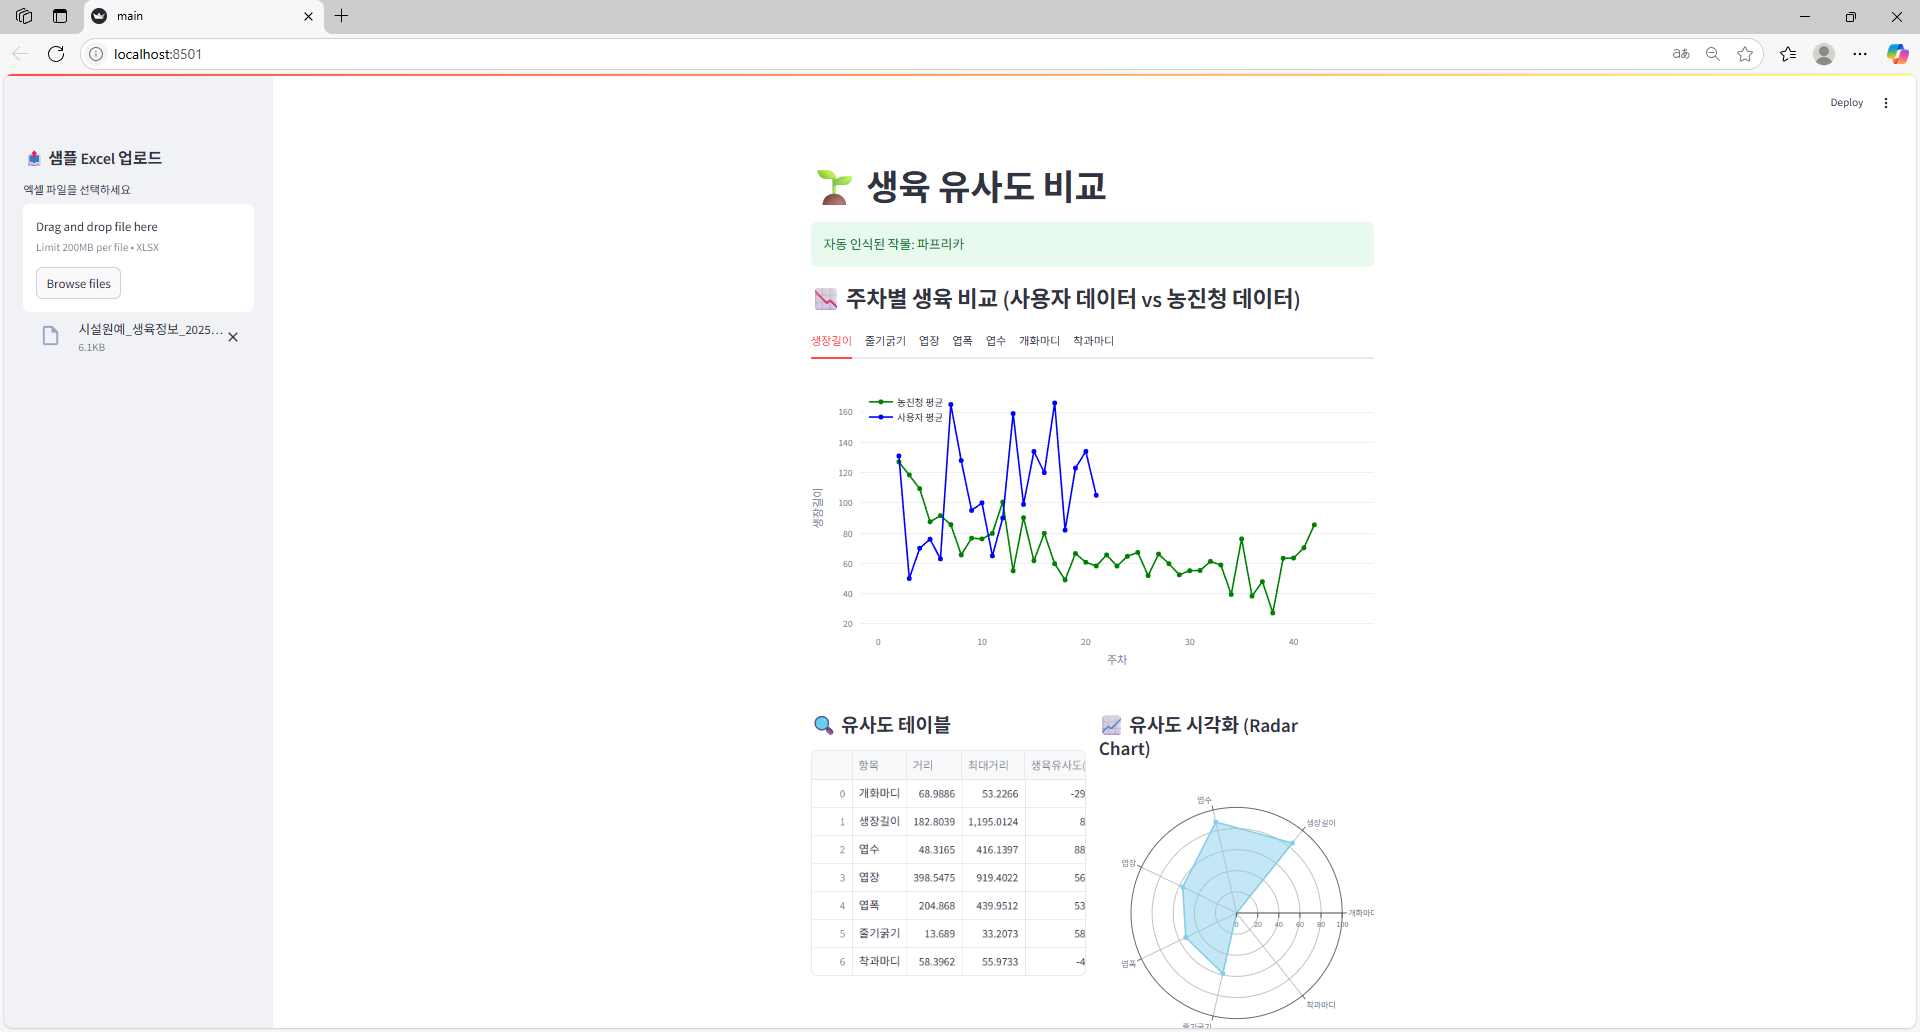 main
localhost:8501
Deploy
샘플 Excel 업로드
엑셀 파일을 선택하세요
Drag and drop file here
Limit 200MB per file • XLSX
Browse files
시설원예_생육정보_2025...
6.1KB
생육 유사도 비교
자동 인식된 작물: 파프리카
주차별 생육 비교 (사용자 데이터 vs 농진청 데이터)
생장길이 줄기굵기 엽장 엽폭 엽수 개화마디 착과마디
농진청 평균
사용자 평균
160
140
120
100
80
60
40
20
생장길이
0 10 20 30 40
주차
유사도 테이블
항목 거리 최대거리 생육유사도(
0 개화마디 68.9886 53.2266 -29
1 생장길이 182.8039 1,195.0124 8
2 엽수 48.3165 416.1397 88
3 엽장 398.5475 919.4022 56
4 엽폭 204.868 439.9512 53
5 줄기굵기 13.689 33.2073 58
6 착과마디 58.3962 55.9733 -4
유사도 시각화 (Radar
Chart)
엽수
생장길이
엽장
개화마디
0 20 40 60 80 100
엽폭
착과마디
줄기굵기